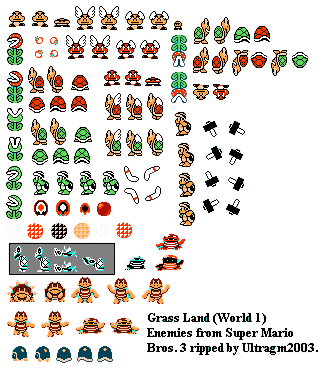 Grass Land (World 1)
Enemies from Super Mario
Bros. 3 ripped by Ultragm2003.